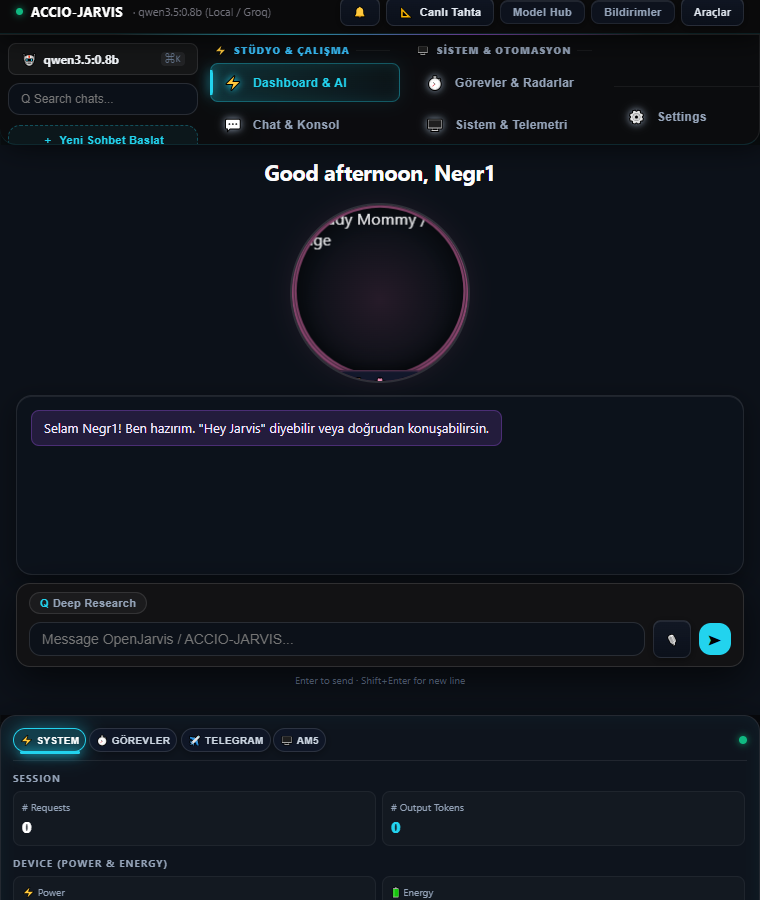 ACCIO-JARVIS · qwen3.5:0.8b (Local / Groq) Canlı Tahta Model Hub Bildirimler Araçlar
qwen3.5:0.8b ⌘K
Search chats...
+ Yeni Sohbet Başlat
STÜDYO & ÇALIŞMA
Dashboard & AI
Chat & Konsol
SİSTEM & OTOMASYON
Görevler & Radarlar
Sistem & Telemetri
Settings
Good afternoon, Negr1
dy Mommy /
ge
Selam Negr1! Ben hazırım. "Hey Jarvis" diyebilir veya doğrudan konuşabilirsin.
Deep Research
Message OpenJarvis / ACCIO-JARVIS...
Enter to send · Shift+Enter for new line
SYSTEM GÖREVLER TELEGRAM AM5
SESSION
# Requests
0
# Output Tokens
0
DEVICE (POWER & ENERGY)
Power
Energy